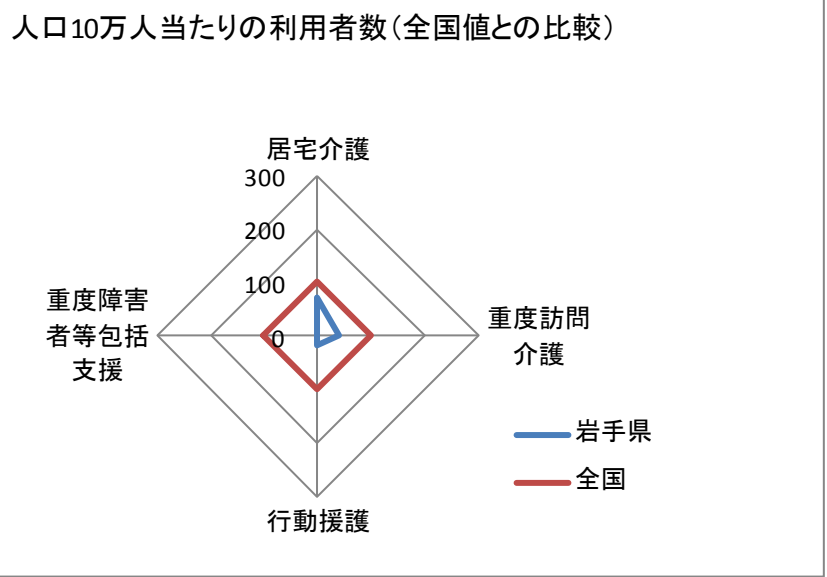 人口10万人当たりの利用者数（全国値との比較）
居宅介護
300
200
100
0
重度障害
者等包括
支援
重度訪問
介護
行動援護
岩手県
全国